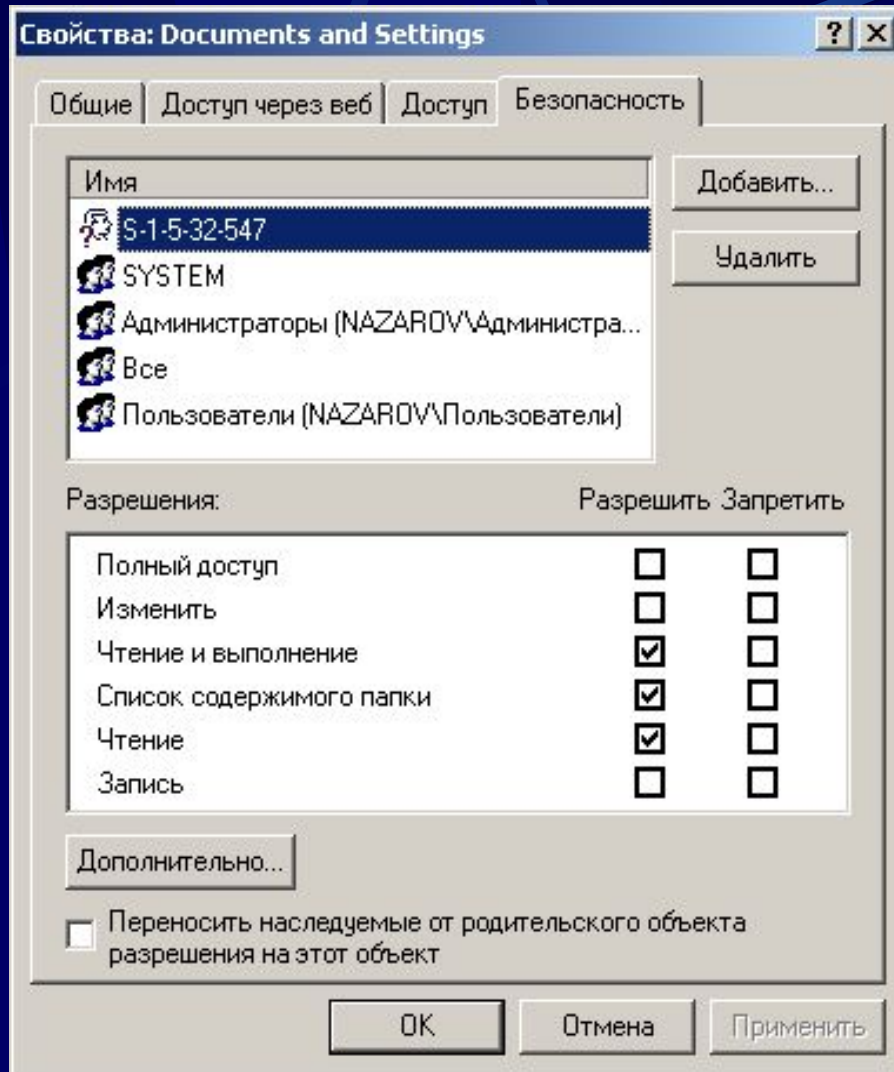 Свойства: Documents and Settings
Общие Доступ через веб Доступ Безопасность
Имя
S-1-5-32-547
SYSTEM
Администраторы (NAZAROV\Администра...
Все
Пользователи (NAZAROV\Пользователи)
Добавить...
Удалить
Разрешения: Разрешить Запретить
Полный доступ
Изменить
Чтение и выполнение
Список содержимого папки
Чтение
Запись
Дополнительно...
Переносить наследуемые от родительского объекта
разрешения на этот объект
OK Отмена Применить